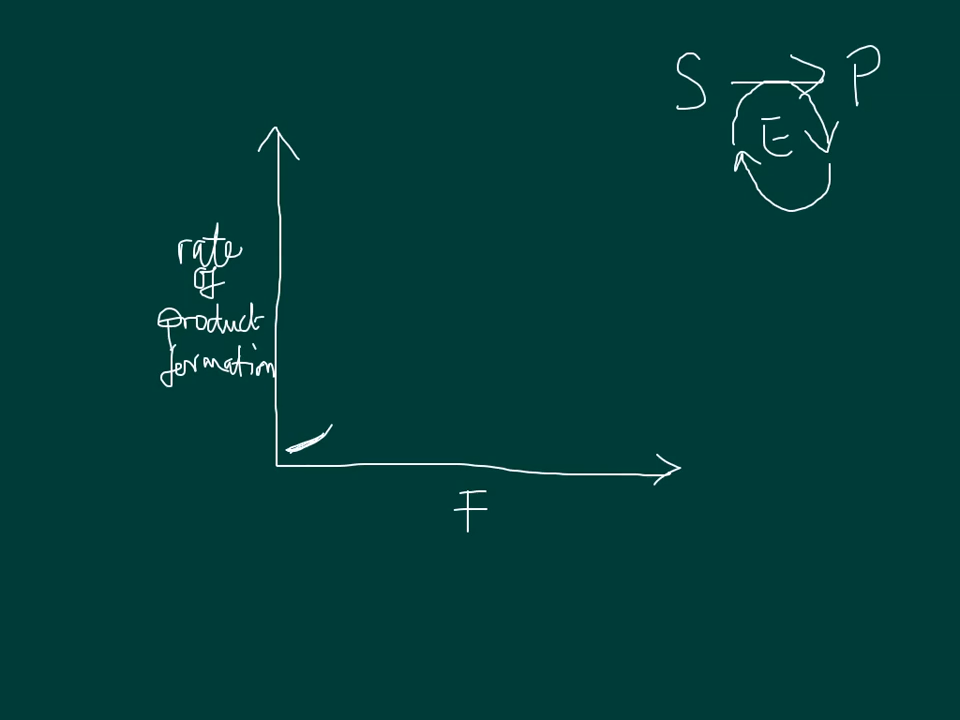 S → P
E
rate
of
product
formation
F